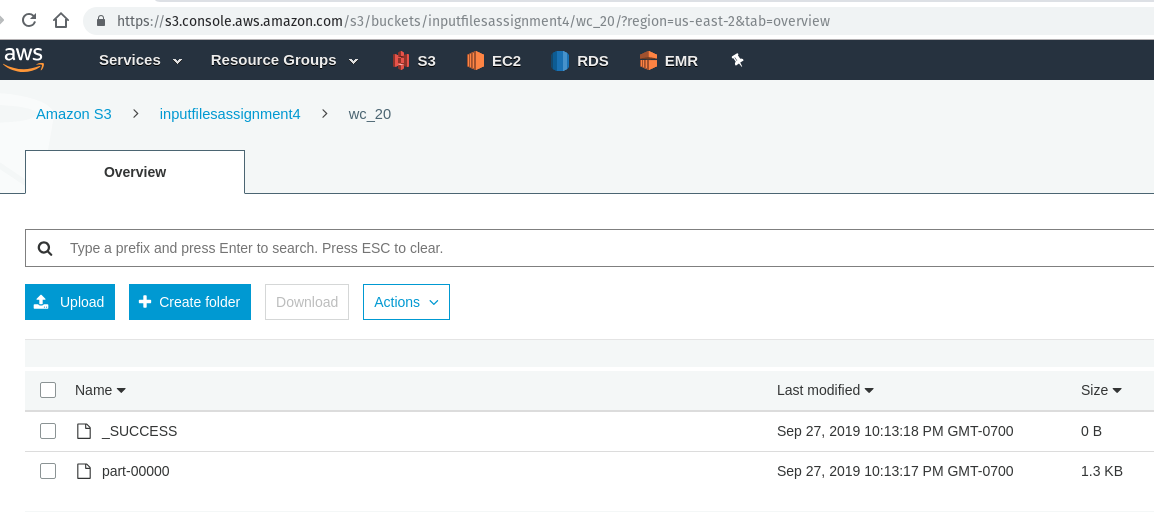 https://s3.console.aws.amazon.com/s3/buckets/inputfilesassignment4/wc_20/?region=us-east-2&tab=overview
aws Services Resource Groups S3 EC2 RDS EMR
Amazon S3 > inputfilesassignment4 > wc_20
Overview
Type a prefix and press Enter to search. Press ESC to clear.
Upload Create folder Download Actions
Name Last modified Size
_SUCCESS Sep 27, 2019 10:13:18 PM GMT-0700 0 B
part-00000 Sep 27, 2019 10:13:17 PM GMT-0700 1.3 KB